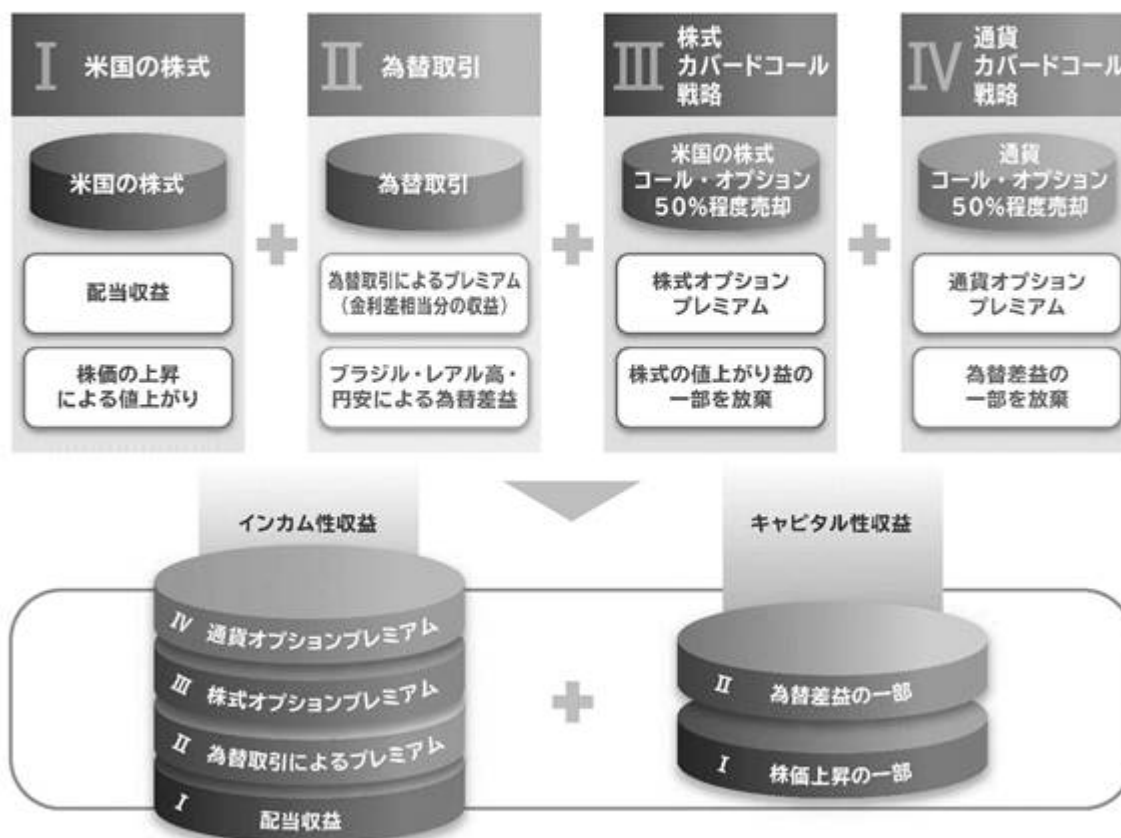 I 米国の株式
II 為替取引
III 株式
カバードコール
戦略
IV 通貨
カバードコール
戦略
米国の株式
為替取引
米国の株式
コール・オプション
50%程度売却
通貨
コール・オプション
50%程度売却
配当収益
為替取引によるプレミアム
(金利差相当分の収益)
株式オプション
プレミアム
通貨オプション
プレミアム
株価の上昇
による値上がり
ブラジル・レアル高・
円安による為替差益
株式の値上がり益の
一部を放棄
為替差益の
一部を放棄
インカム性収益
キャピタル性収益
IV 通貨オプションプレミアム
III 株式オプションプレミアム
II 為替取引によるプレミアム
I 配当収益
II 為替差益の一部
I 株価上昇の一部